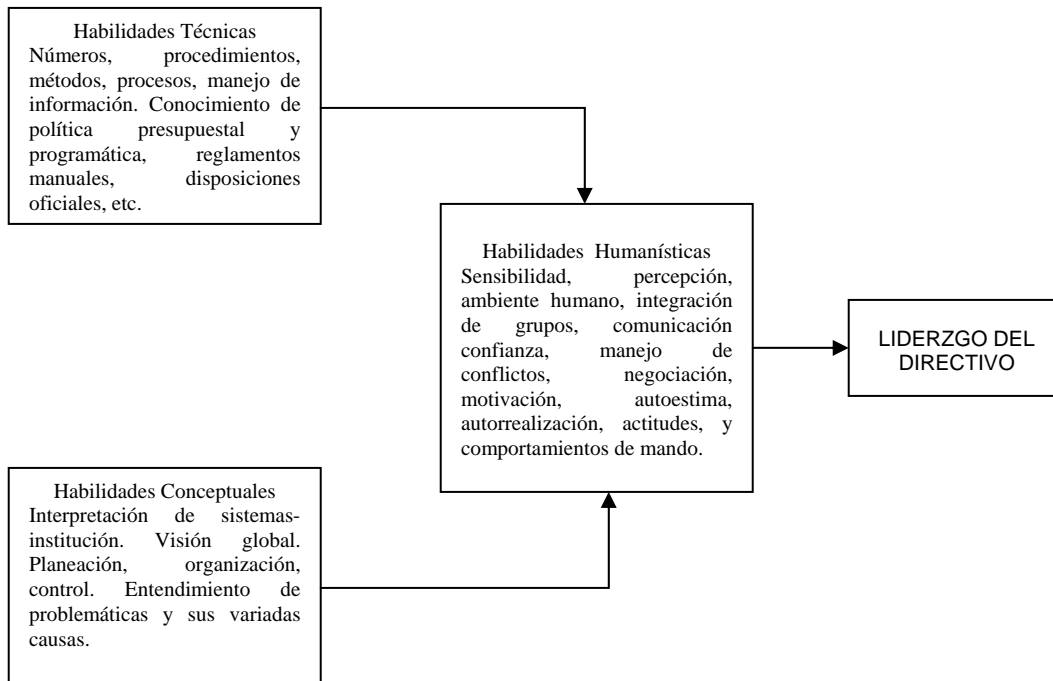 Habilidades Técnicas
Números, procedimientos,
métodos, procesos, manejo de
información. Conocimiento de
política presupuestal y
programática, reglamentos
manuales, disposiciones
oficiales, etc.
Habilidades Humanísticas
Sensibilidad, percepción,
ambiente humano, integración
de grupos, comunicación
confianza, manejo de
conflictos, negociación,
motivación, autoestima,
autorrealización, actitudes, y
comportamientos de mando.
LIDERZGO DEL
DIRECTIVO
Habilidades Conceptuales
Interpretación de sistemas-
institución. Visión global.
Planeación, organización,
control. Entendimiento de
problemáticas y sus variadas
causas.